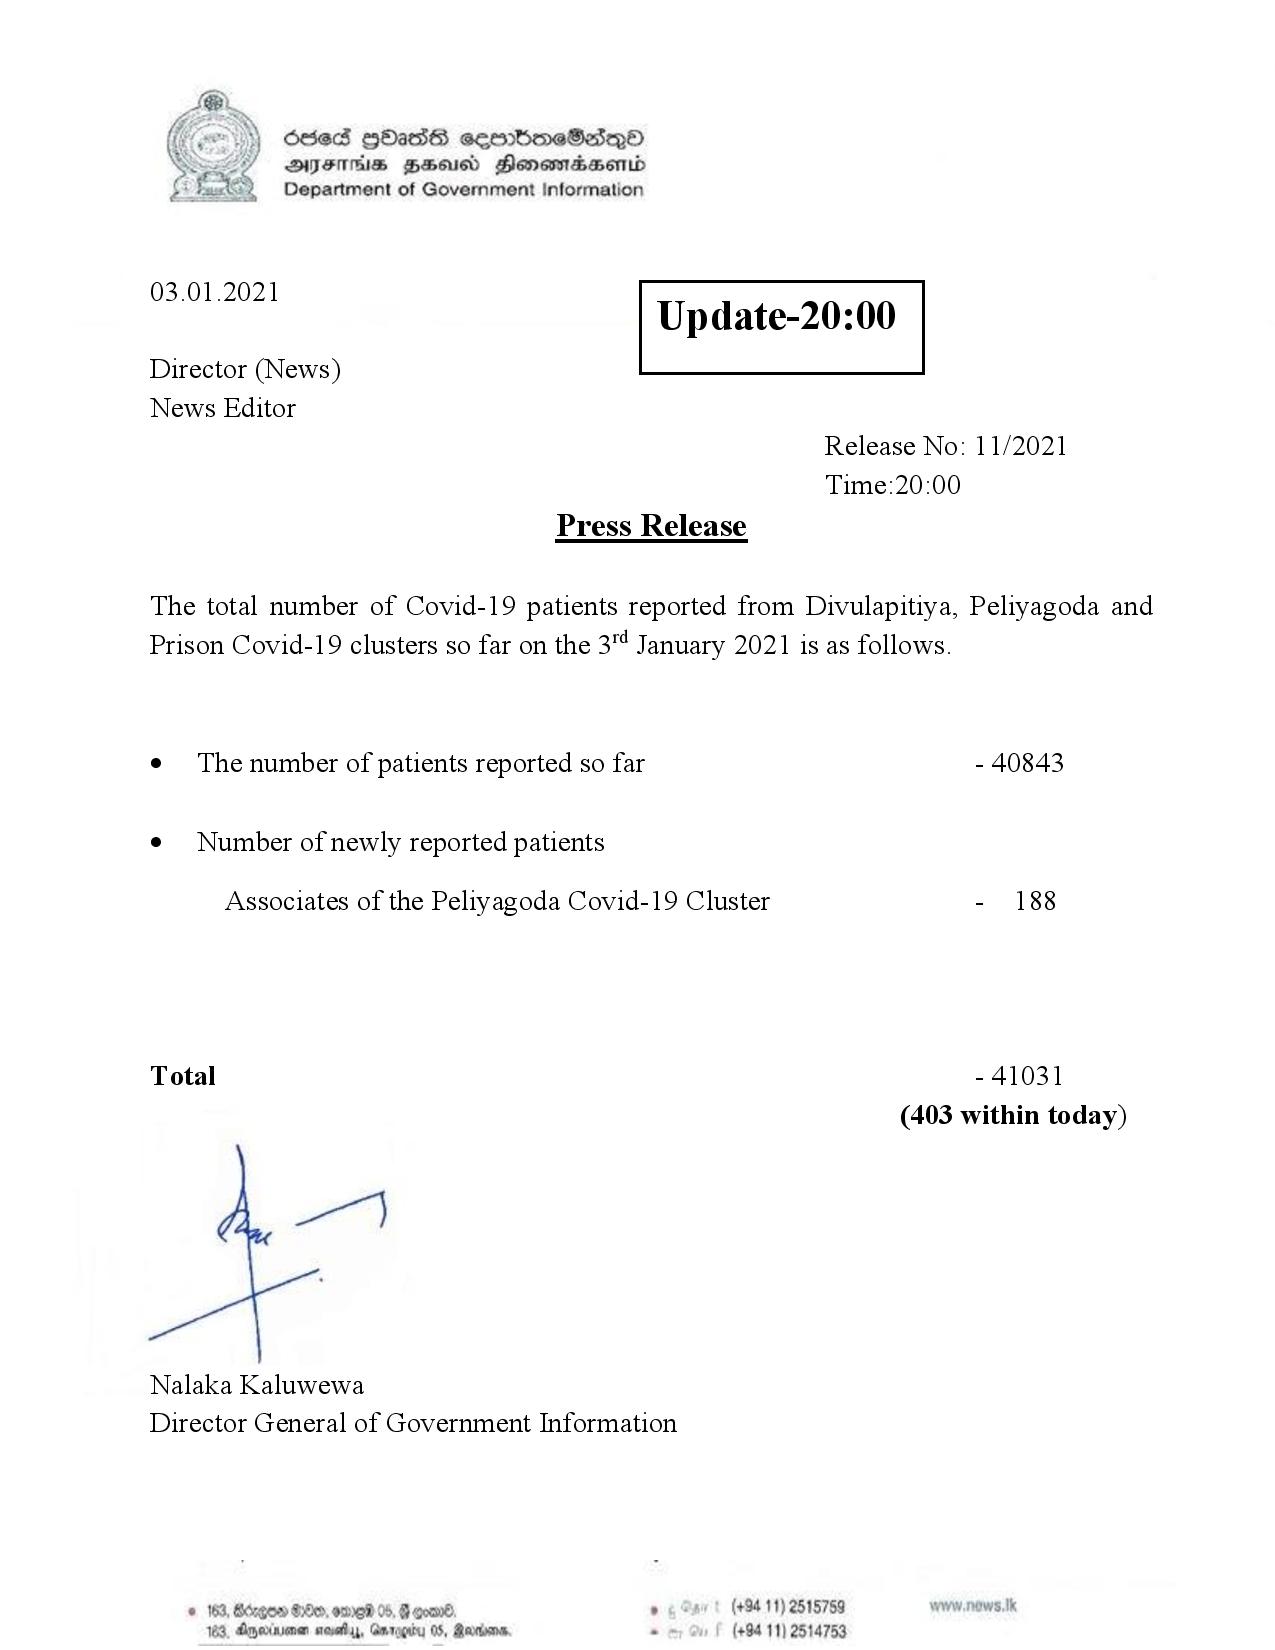 රජයේ ප්‍රවෘත්ති දෙපාර්තමේන්තුව
அரசாங்க தகவல் திணைக்களம்
Department of Government Information
03.01.2021
Update-20:00
Director (News)
News Editor
Release No: 11/2021
Time:20:00
Press Release
The total number of Covid-19 patients reported from Divulapitiya, Peliyagoda and
Prison Covid-19 clusters so far on the 3rd January 2021 is as follows.
• The number of patients reported so far - 40843
• Number of newly reported patients
Associates of the Peliyagoda Covid-19 Cluster - 188
Total - 41031
(403 within today)
Nalaka Kaluwewa
Director General of Government Information
163, කිරුලපන මාවත, කොළඹ 05, ශ්‍රී ලංකාව.
(+94 11) 2515759
www.news.lk
163, கிருலப்பனை எவனியூ, கொழும்பு 05, இலங்கை.
(+94 11) 2514753